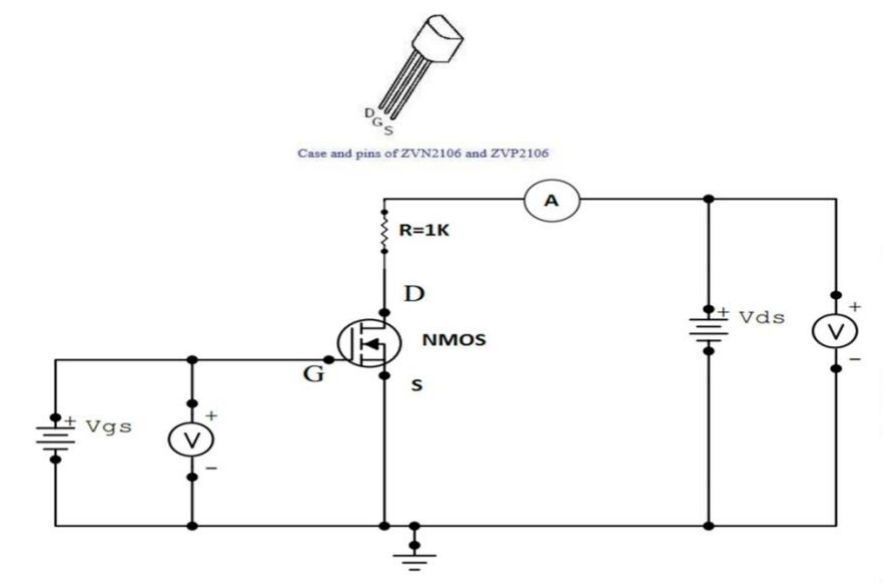 D
G
S
Case and pins of ZVN2106 and ZVP2106
A
R=1K
D
+ Vds
+
V
−
NMOS
G
S
+ Vgs
+
V
−